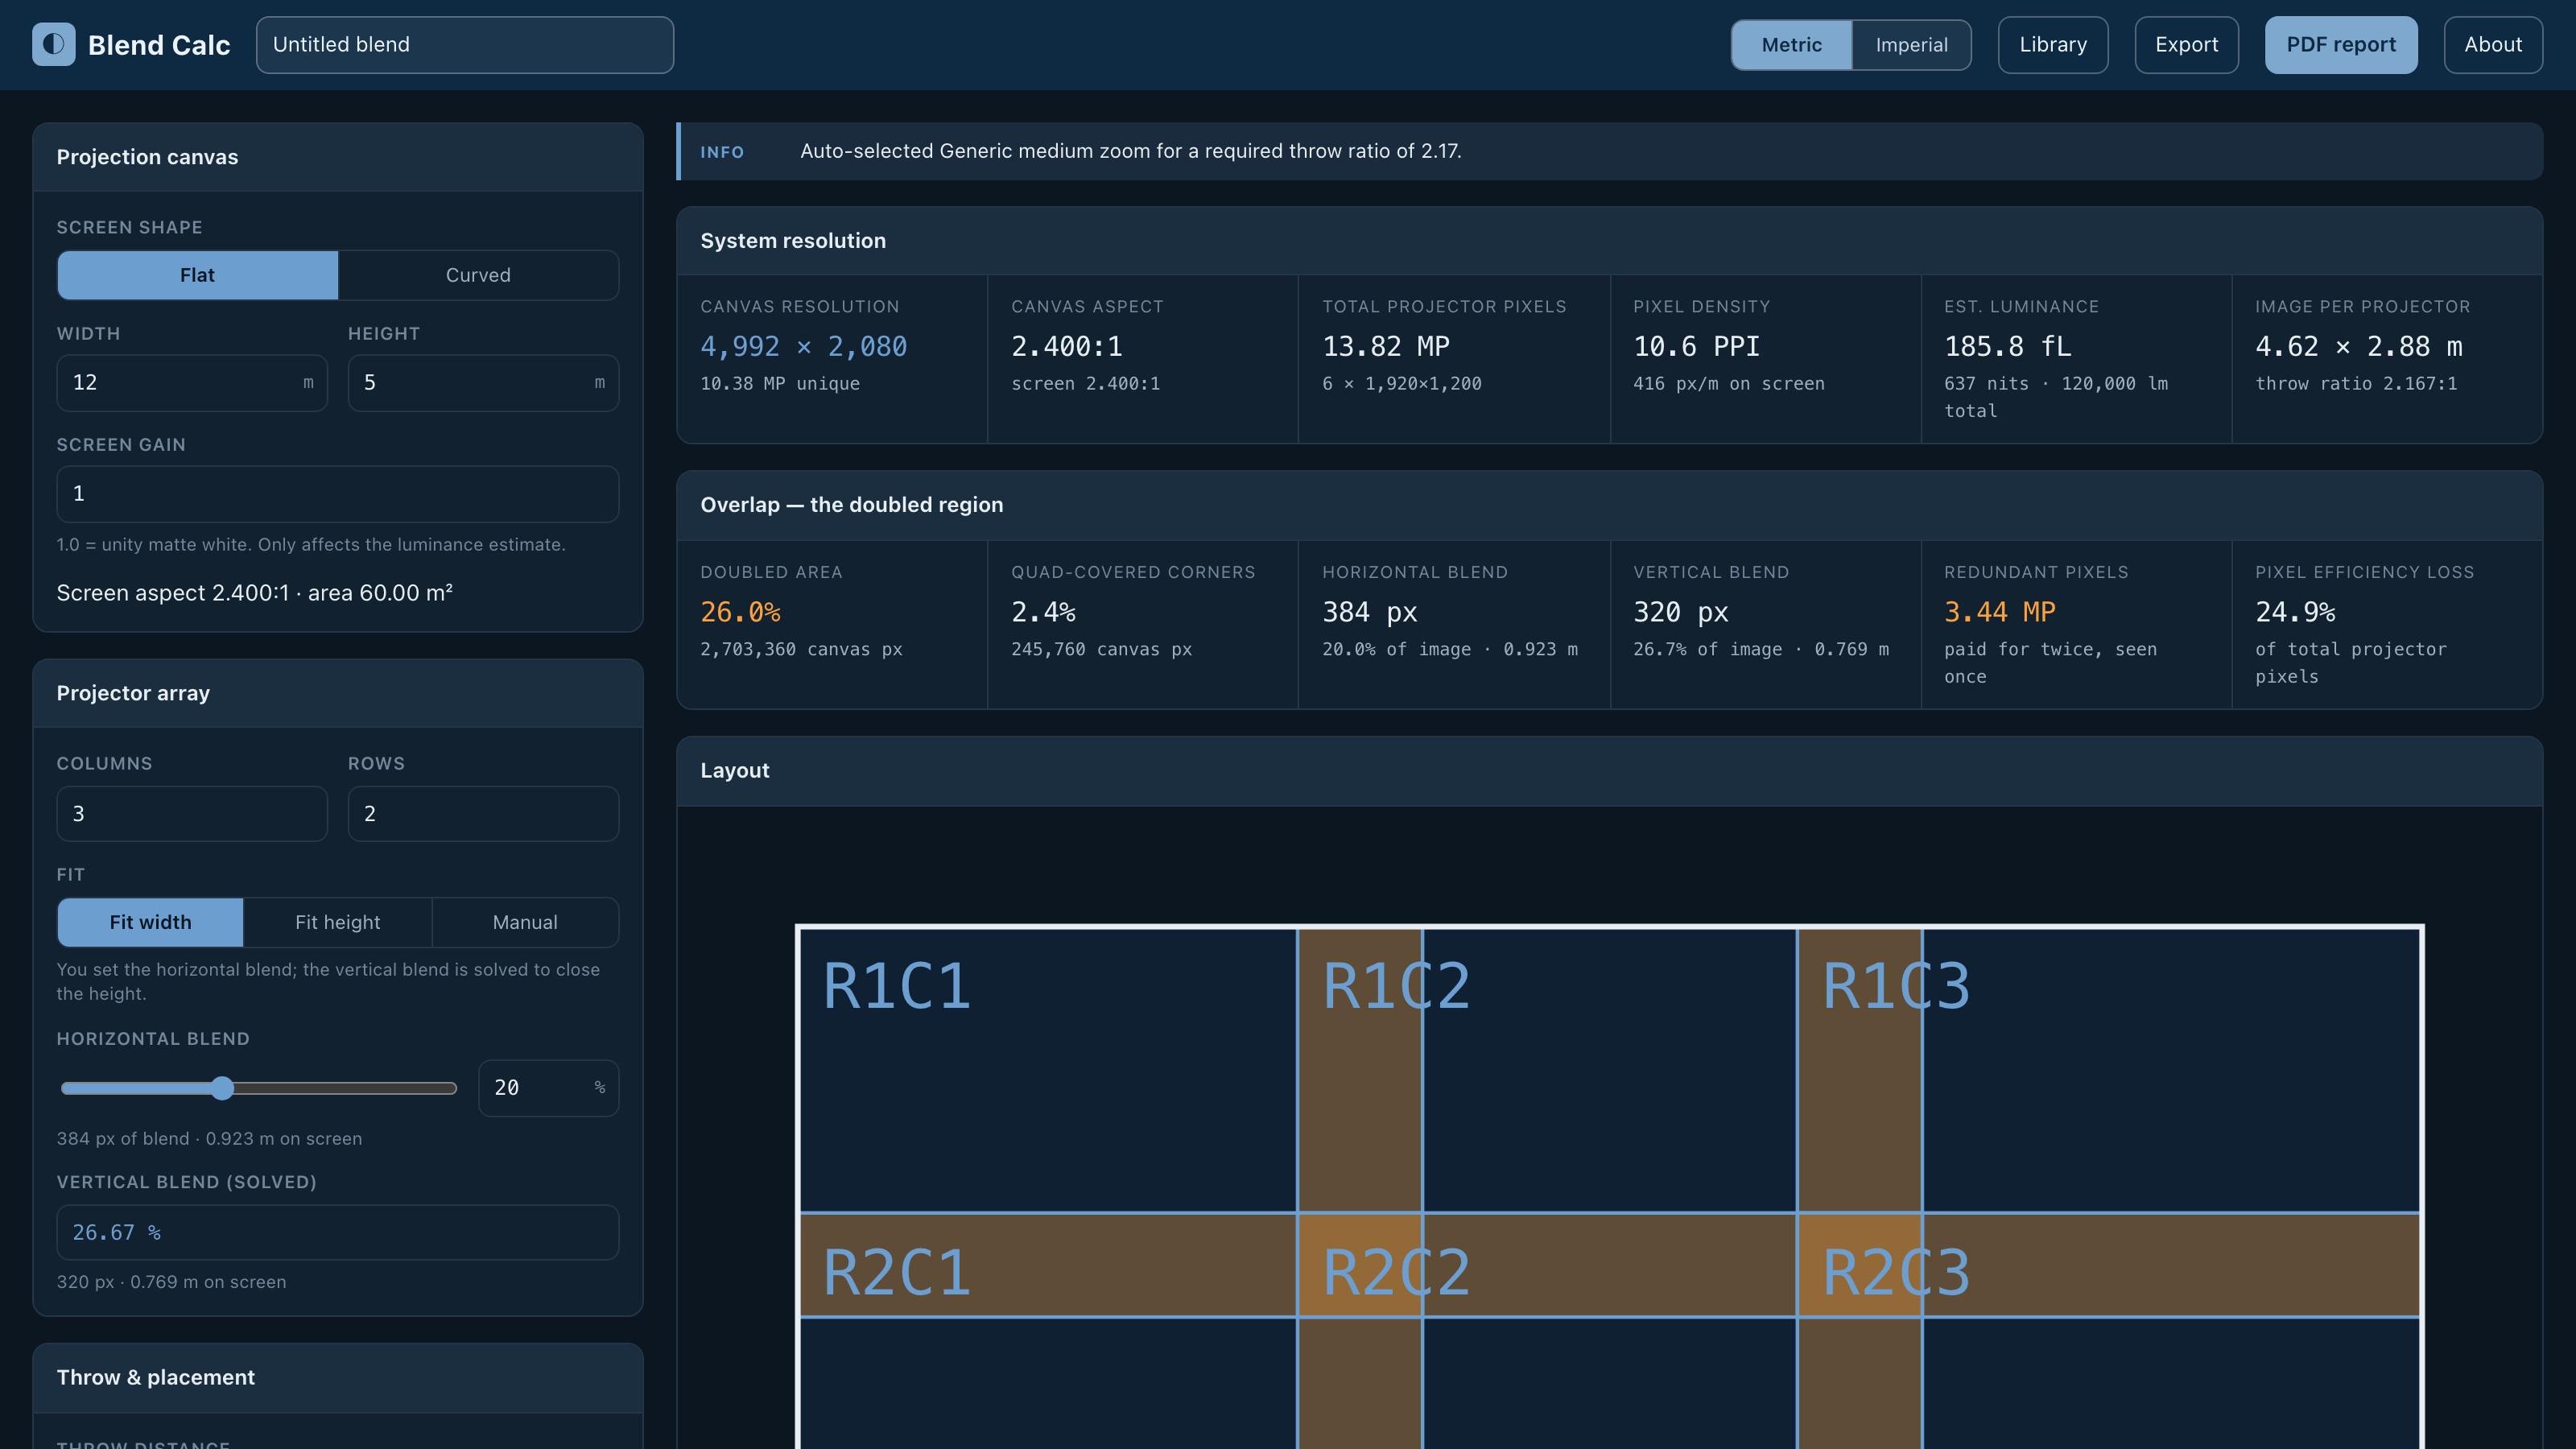 Blend Calc
Untitled blend
Metric
Imperial
Library
Export
PDF report
About
Projection canvas
SCREEN SHAPE
Flat
Curved
WIDTH
HEIGHT
12 m
5 m
SCREEN GAIN
1
1.0 = unity matte white. Only affects the luminance estimate.
Screen aspect 2.400:1 · area 60.00 m²
Projector array
COLUMNS
ROWS
3
2
FIT
Fit width
Fit height
Manual
You set the horizontal blend; the vertical blend is solved to close
the height.
HORIZONTAL BLEND
20 %
384 px of blend · 0.923 m on screen
VERTICAL BLEND (SOLVED)
26.67 %
320 px · 0.769 m on screen
Throw & placement
THROW DISTANCE
INFO
Auto-selected Generic medium zoom for a required throw ratio of 2.17.
System resolution
CANVAS RESOLUTION
4,992 × 2,080
10.38 MP unique
CANVAS ASPECT
2.400:1
screen 2.400:1
TOTAL PROJECTOR PIXELS
13.82 MP
6 × 1,920×1,200
PIXEL DENSITY
10.6 PPI
416 px/m on screen
EST. LUMINANCE
185.8 fL
637 nits · 120,000 lm
total
IMAGE PER PROJECTOR
4.62 × 2.88 m
throw ratio 2.167:1
Overlap — the doubled region
DOUBLED AREA
26.0%
2,703,360 canvas px
QUAD-COVERED CORNERS
2.4%
245,760 canvas px
HORIZONTAL BLEND
384 px
20.0% of image · 0.923 m
VERTICAL BLEND
320 px
26.7% of image · 0.769 m
REDUNDANT PIXELS
3.44 MP
paid for twice, seen
once
PIXEL EFFICIENCY LOSS
24.9%
of total projector
pixels
Layout
R1C1
R1C2
R1C3
R2C1
R2C2
R2C3